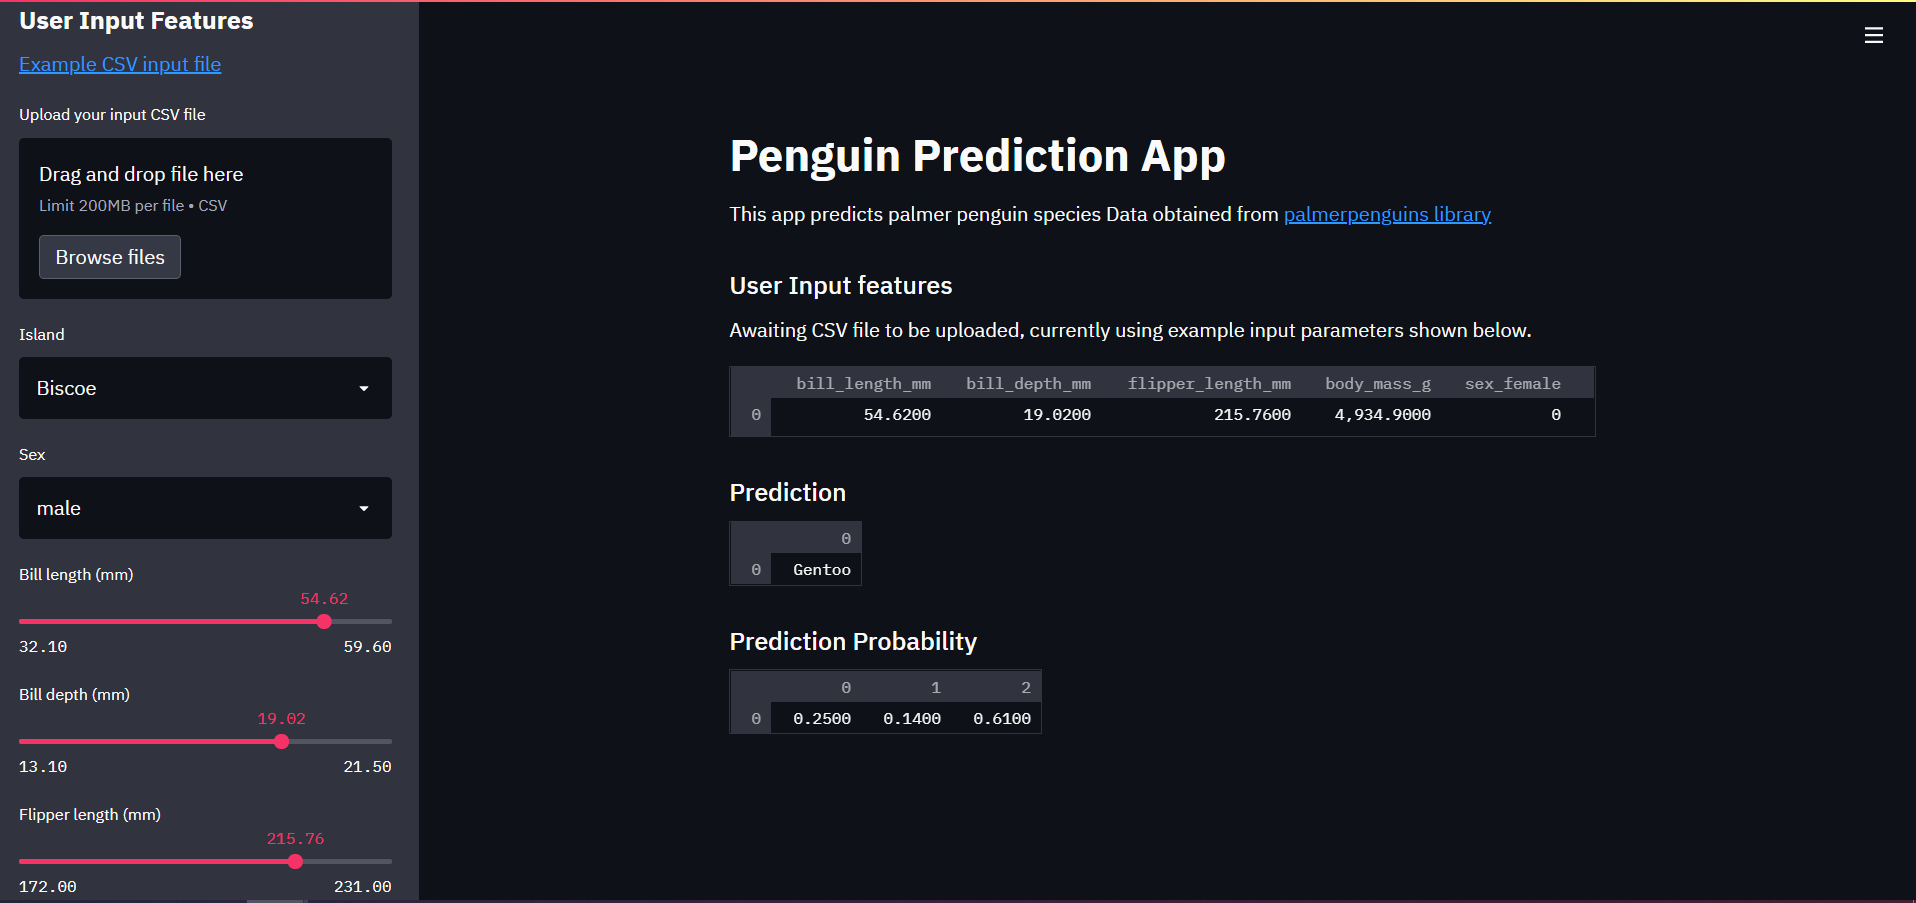 User Input Features
Example CSV input file
Upload your input CSV file
Drag and drop file here
Limit 200MB per file • CSV
Browse files
Island
Biscoe
Sex
male
Bill length (mm)
54.62
32.10 59.60
Bill depth (mm)
19.02
13.10 21.50
Flipper length (mm)
215.76
172.00 231.00
Penguin Prediction App
This app predicts palmer penguin species Data obtained from palmerpenguins library
User Input features
Awaiting CSV file to be uploaded, currently using example input parameters shown below.
bill_length_mm bill_depth_mm flipper_length_mm body_mass_g sex_female
0 54.6200 19.0200 215.7600 4,934.9000 0
Prediction
0
0 Gentoo
Prediction Probability
0 1 2
0 0.2500 0.1400 0.6100